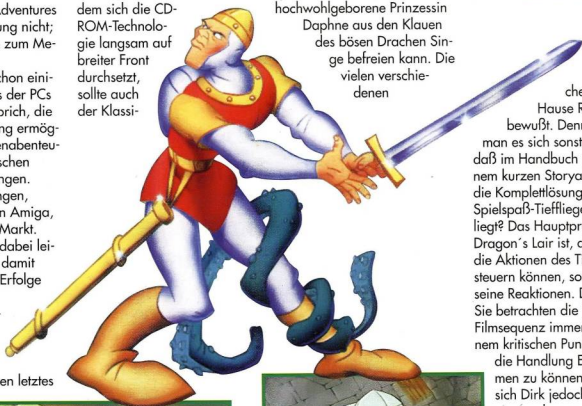 Adventures
ung nicht;
zum Me-
chon eini-
s der PCs
brich, die
ng ermög-
enabenteu-
schen
ngen.
ngen,
n Amiga,
Markt.
dabei lei-
damit
Erfolge
en letztes
dem sich die CD-
ROM-Technolo-
gie langsam auf
breiter Front
durchsetzt,
sollte auch
der Klassi-
hochwohlgeborene Prinzessin
Daphne aus den Klauen
des bösen Drachen Sin-
ge befreien kann. Die
vielen verschie-
denen
che
Hause R
bewußt. Denn
man es sich sonst
daß im Handbuch
nem kurzen Storya
die Komplettlösung
Spielspaß-Tieffliege
liegt? Das Hauptpr
Dragon´s Lair ist, d
die Aktionen des Ti
steuern können, so
seine Reaktionen. D
Sie betrachten die
Filmsequenz immer
nem kritischen Pun
die Handlung E
men zu können
sich Dirk jedoch